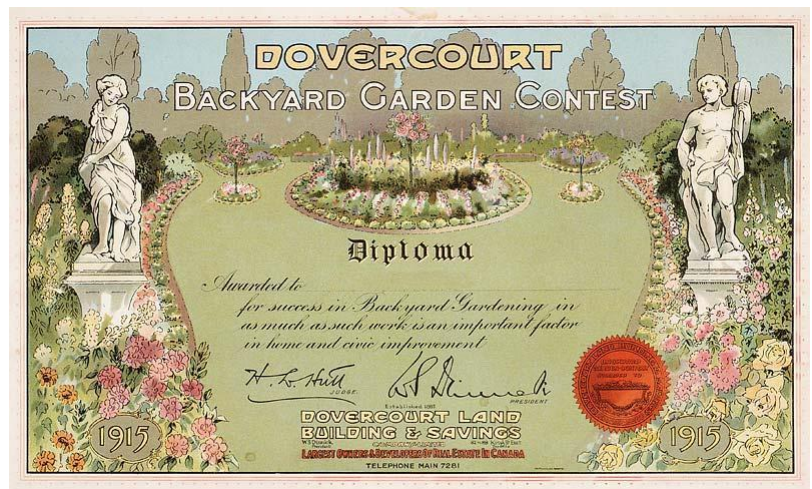 DOVERCOURT
BACKYARD GARDEN CONTEST
Diploma
Awarded to
for success in Backyard Gardening in
as much as such work is an important factor
in home and civic improvement
JUDGE.
PRESIDENT
Established 1885
DOVERCOURT LAND
BUILDING & SAVINGS
LARGEST OWNERS & DEVELOPERS OF REAL ESTATE IN CANADA
TELEPHONE MAIN 7281
1915
1915